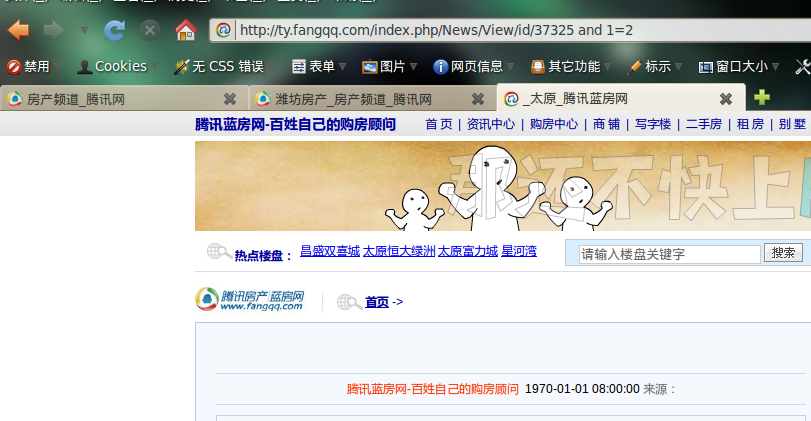 http://ty.fangqq.com/index.php/News/View/id/37325 and 1=2
禁用 Cookies 无 CSS 错误 表单 图片 网页信息 其它功能 标示 窗口大小
房产频道_腾讯网 潍坊房产_房产频道_腾讯网 _太原_腾讯蓝房网
腾讯蓝房网-百姓自己的购房顾问 首 页 | 资讯中心 | 购房中心 | 商 铺 | 写字楼 | 二手房 | 租 房 | 别 墅
那还不快上
热点楼盘： 昌盛双喜城 太原恒大绿洲 太原富力城 星河湾 请输入楼盘关键字 搜索
腾讯房产 蓝房网 首页 ->
www.fangqq.com
腾讯蓝房网-百姓自己的购房顾问 1970-01-01 08:00:00 来源：